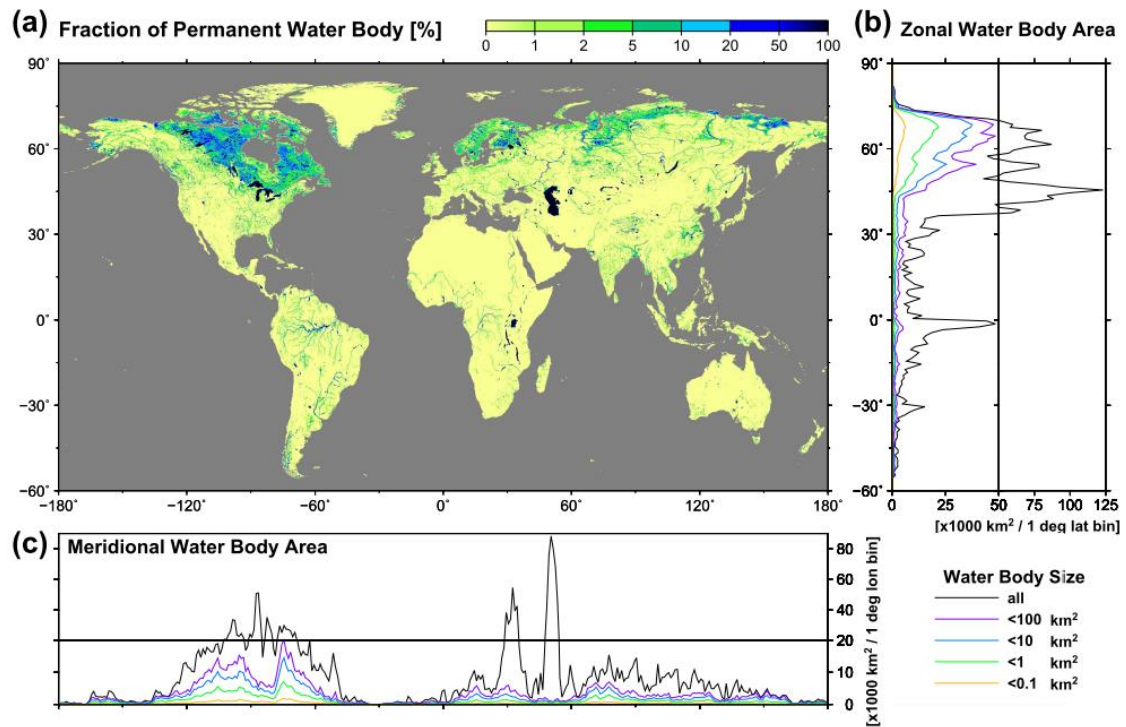 (a) Fraction of Permanent Water Body [%]
0 1 2 5 10 20 50 100
90°
60°
30°
0°
−30°
−60°
−180° −120° −60° 0° 60° 120° 180°
(b) Zonal Water Body Area
90°
60°
30°
0°
−30°
−60°
0 25 50 75 100 125
[x1000 km² / 1 deg lat bin]
(c) Meridional Water Body Area
80
60
40
20
10
0
[x1000 km² / 1 deg lon bin]
Water Body Size
all
<100 km²
<10 km²
<1 km²
<0.1 km²